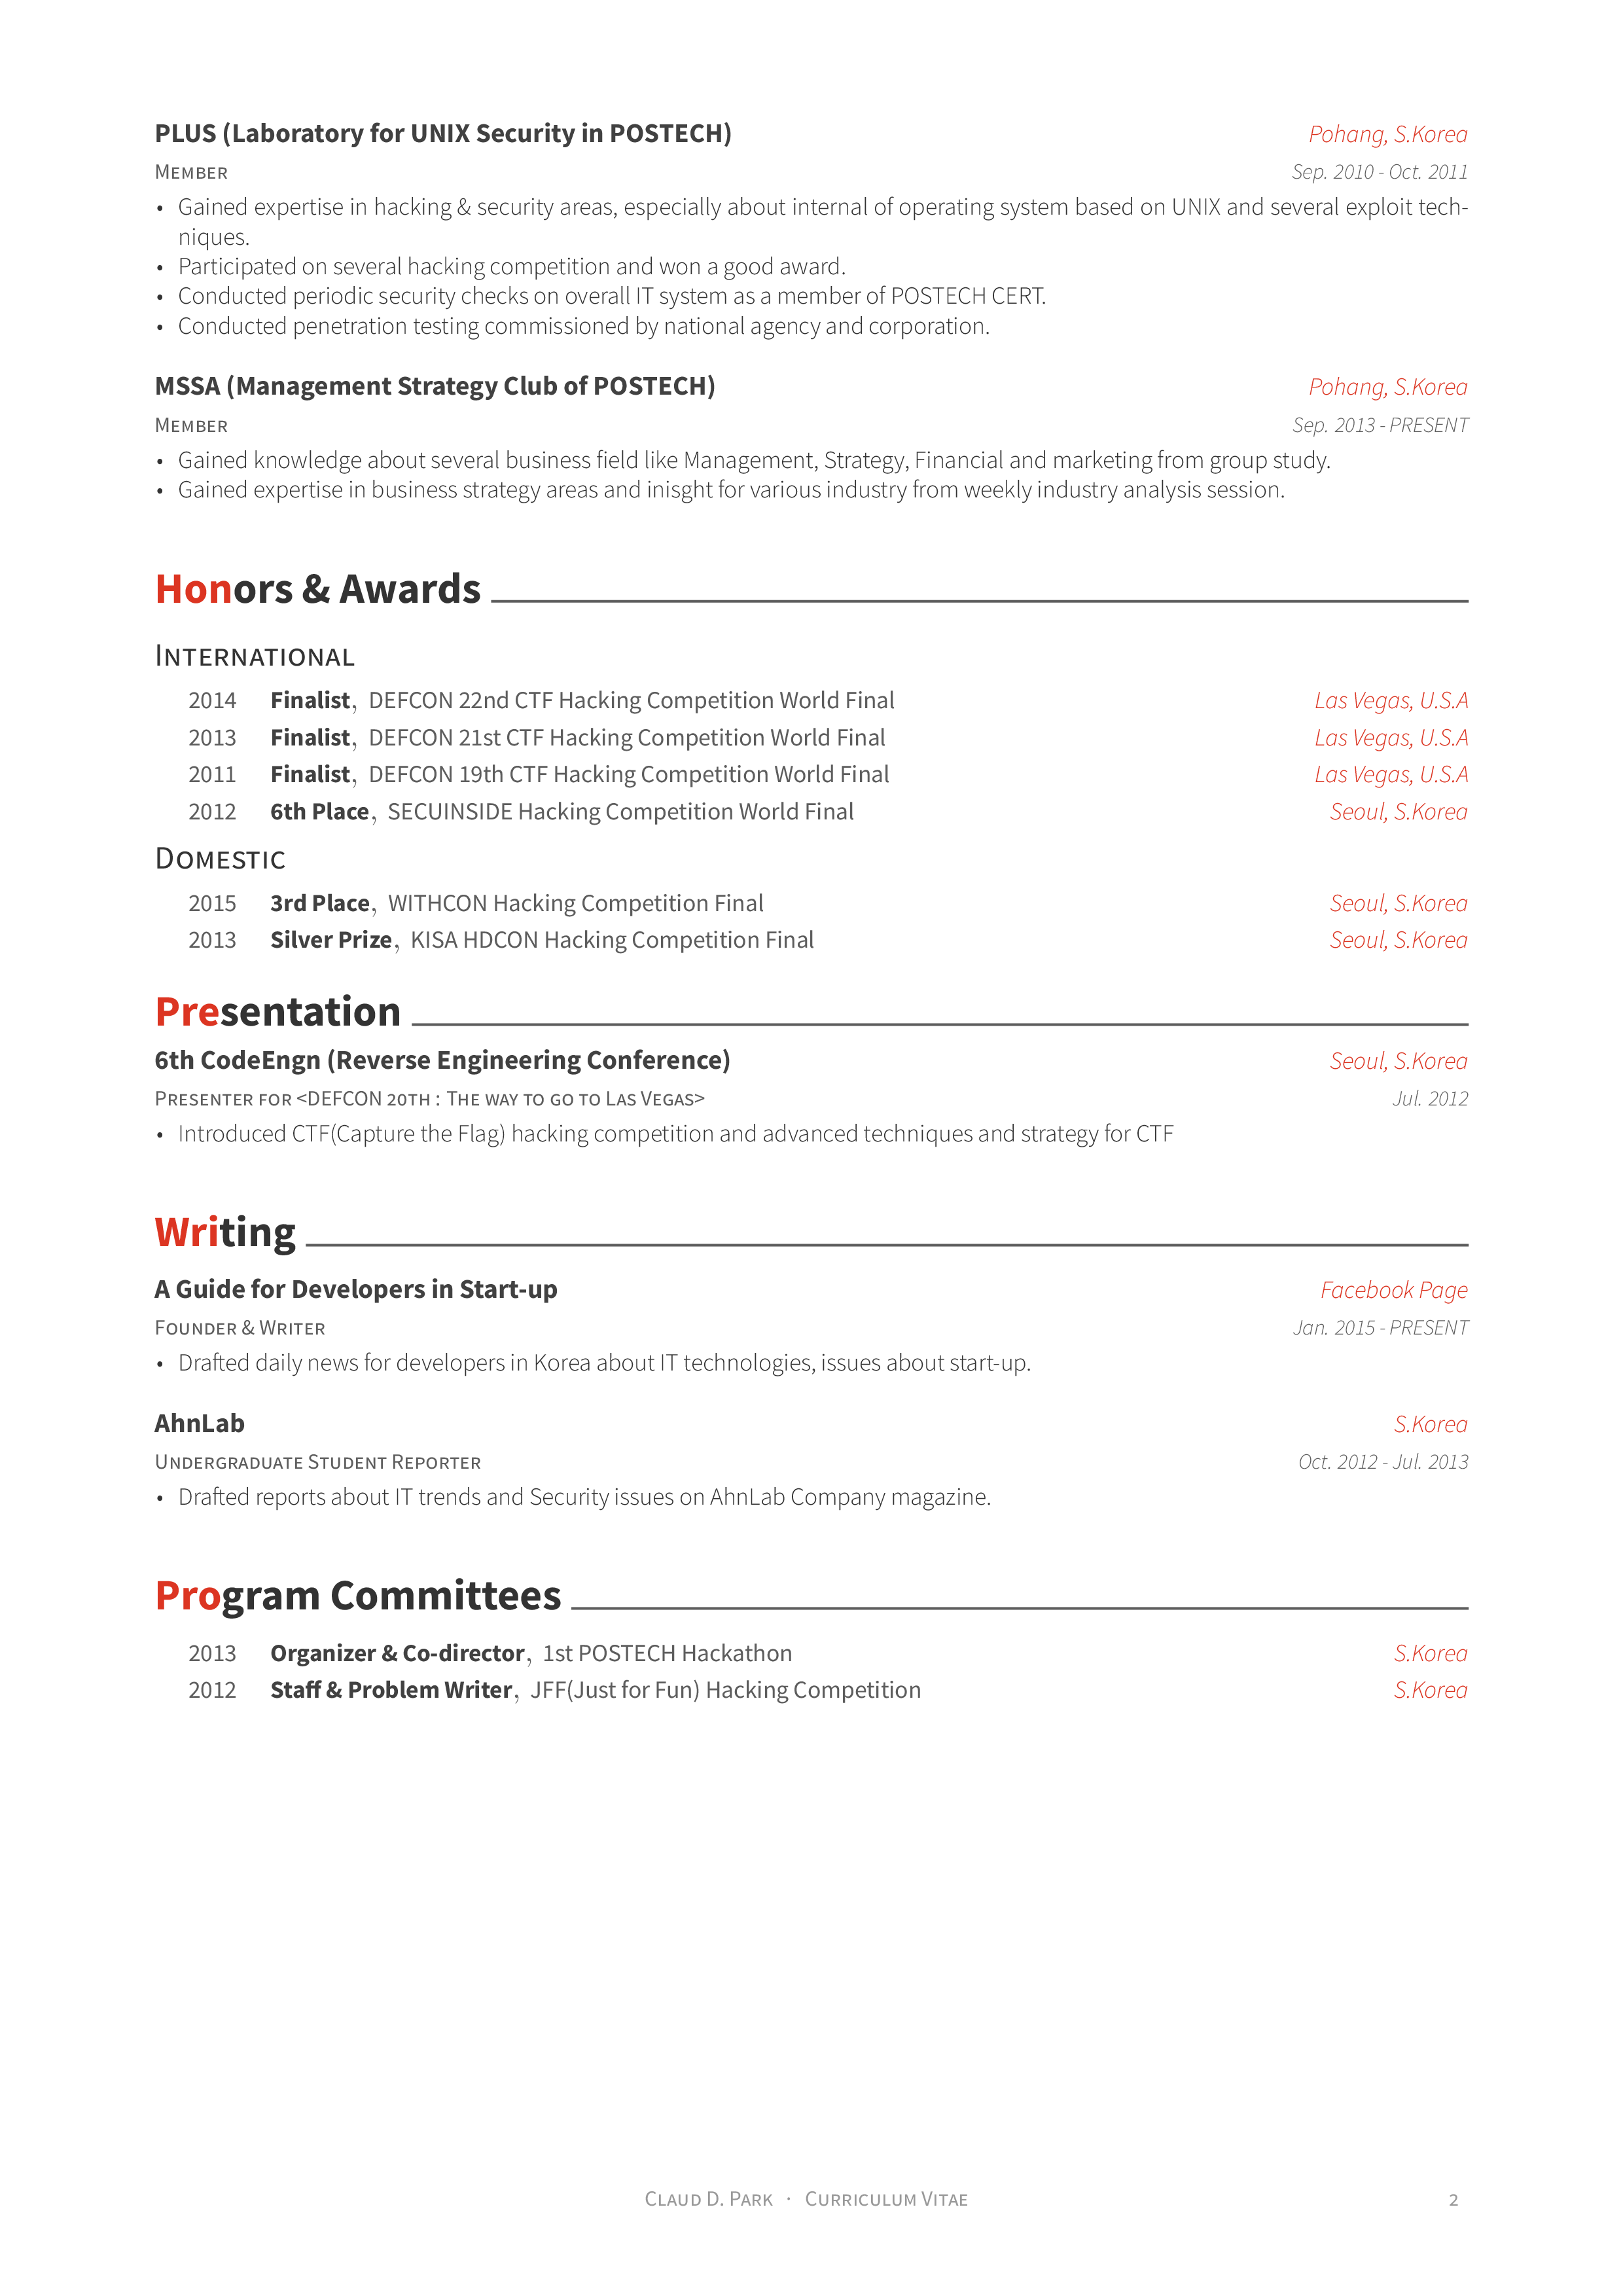 PLUS (Laboratory for UNIX Security in POSTECH) Pohang, S.Korea
Member Sep. 2010 - Oct. 2011
• Gained expertise in hacking & security areas, especially about internal of operating system based on UNIX and several exploit tech-
niques.
• Participated on several hacking competition and won a good award.
• Conducted periodic security checks on overall IT system as a member of POSTECH CERT.
• Conducted penetration testing commissioned by national agency and corporation.
MSSA (Management Strategy Club of POSTECH) Pohang, S.Korea
Member Sep. 2013 - PRESENT
• Gained knowledge about several business field like Management, Strategy, Financial and marketing from group study.
• Gained expertise in business strategy areas and inisght for various industry from weekly industry analysis session.
Honors & Awards
International
2014 Finalist, DEFCON 22nd CTF Hacking Competition World Final Las Vegas, U.S.A
2013 Finalist, DEFCON 21st CTF Hacking Competition World Final Las Vegas, U.S.A
2011 Finalist, DEFCON 19th CTF Hacking Competition World Final Las Vegas, U.S.A
2012 6th Place, SECUINSIDE Hacking Competition World Final Seoul, S.Korea
Domestic
2015 3rd Place, WITHCON Hacking Competition Final Seoul, S.Korea
2013 Silver Prize, KISA HDCON Hacking Competition Final Seoul, S.Korea
Presentation
6th CodeEngn (Reverse Engineering Conference) Seoul, S.Korea
Presenter for <DEFCON 20th : The way to go to Las Vegas> Jul. 2012
• Introduced CTF(Capture the Flag) hacking competition and advanced techniques and strategy for CTF
Writing
A Guide for Developers in Start-up Facebook Page
Founder & Writer Jan. 2015 - PRESENT
• Drafted daily news for developers in Korea about IT technologies, issues about start-up.
AhnLab S.Korea
Undergraduate Student Reporter Oct. 2012 - Jul. 2013
• Drafted reports about IT trends and Security issues on AhnLab Company magazine.
Program Committees
2013 Organizer & Co-director, 1st POSTECH Hackathon S.Korea
2012 Staff & Problem Writer, JFF(Just for Fun) Hacking Competition S.Korea
Claud D. Park · Curriculum Vitae 2